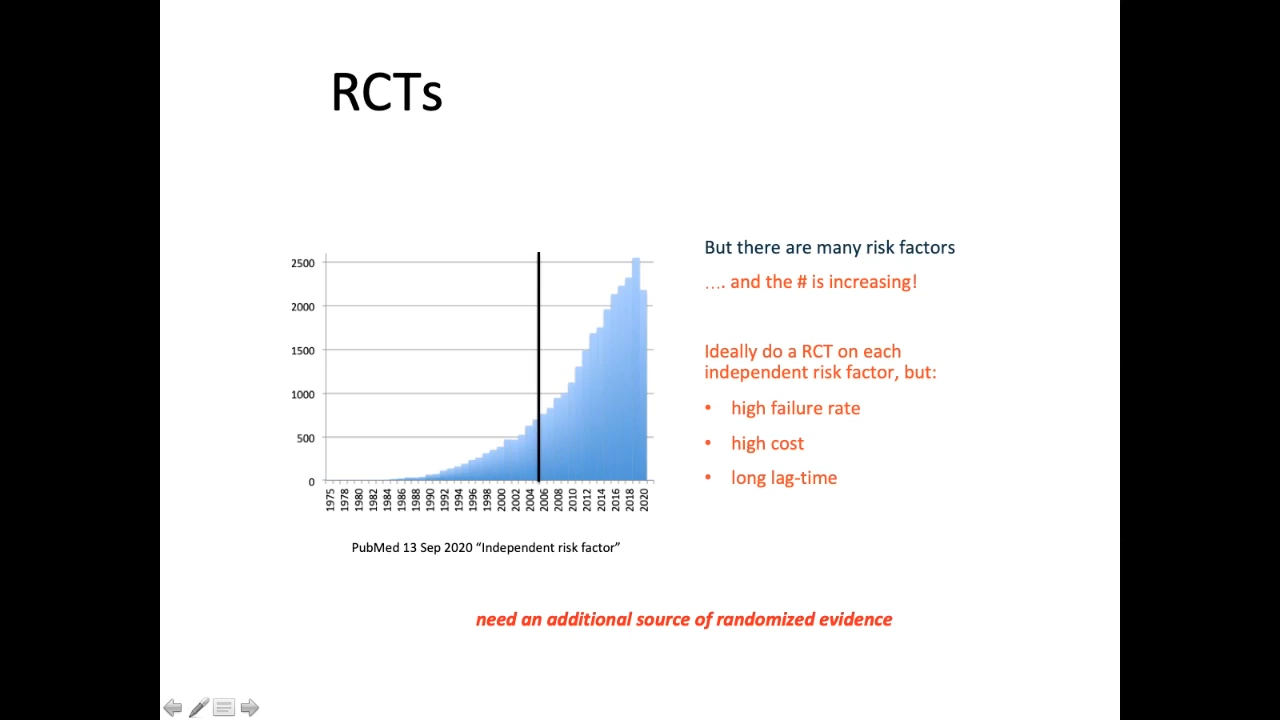 RCTs
But there are many risk factors
…. and the # is increasing!
Ideally do a RCT on each
independent risk factor, but:
• high failure rate
• high cost
• long lag-time
2500
2000
1500
1000
500
0
1975 1978 1980 1982 1984 1986 1988 1990 1992 1994 1996 1998 2000 2002 2004 2006 2008 2010 2012 2014 2016 2018 2020
PubMed 13 Sep 2020 “Independent risk factor”
need an additional source of randomized evidence